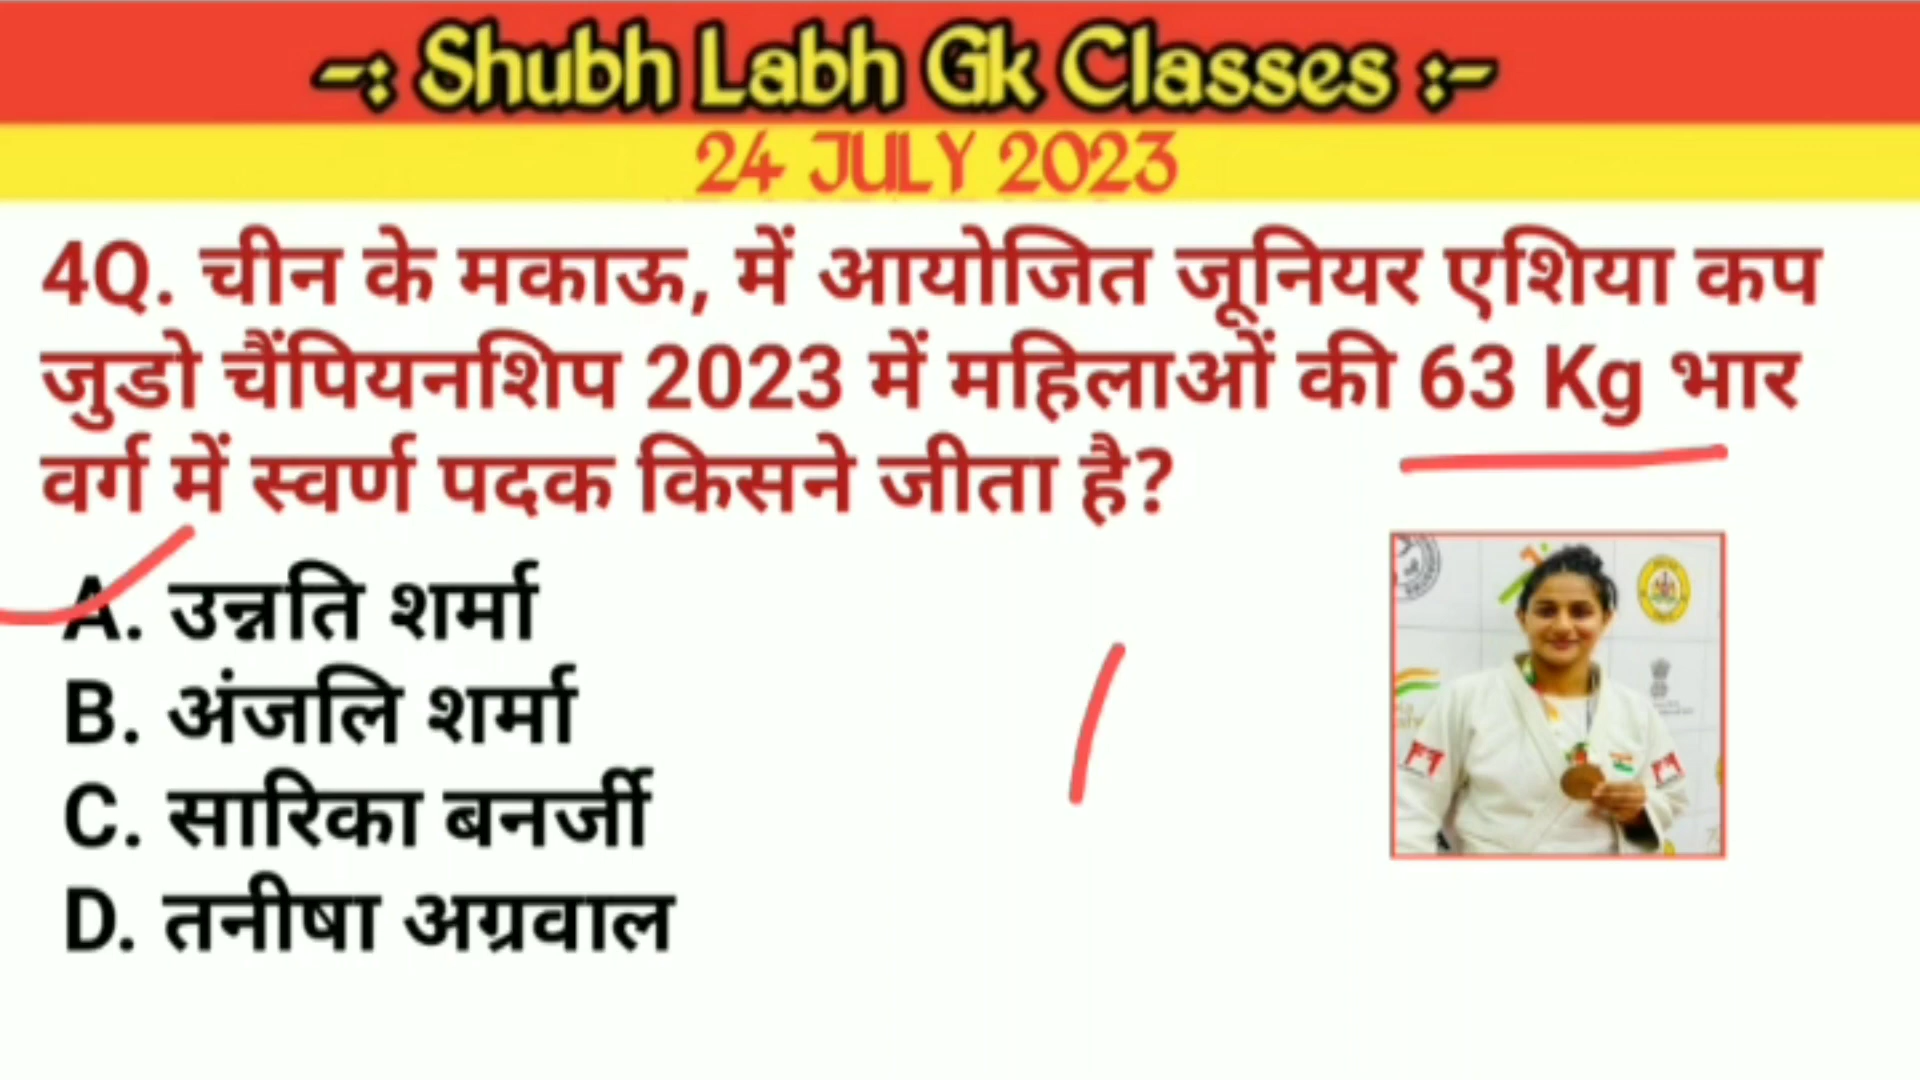 -: Shubh Labh Gk Classes :-
24 JULY 2023
4Q. चीन के मकाऊ, में आयोजित जूनियर एशिया कप
जुडो चैंपियनशिप 2023 में महिलाओं की 63 Kg भार
वर्ग में स्वर्ण पदक किसने जीता है?
A. उन्नति शर्मा
B. अंजलि शर्मा
C. सारिका बनर्जी
D. तनीषा अग्रवाल